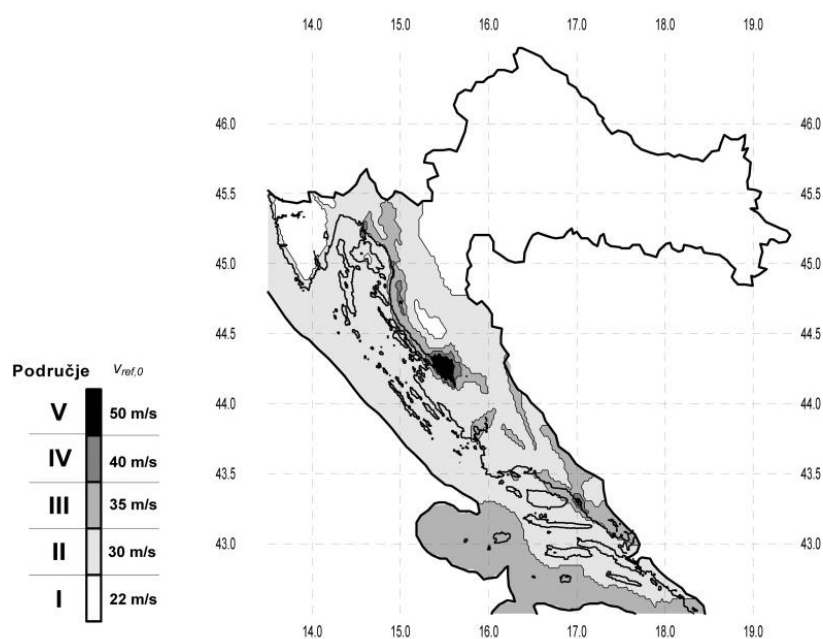 14.0 15.0 16.0 17.0 18.0 19.0
46.0 46.0
45.5 45.5
45.0 45.0
44.5 44.5
Područje Vref,0
V 50 m/s
44.0 44.0
IV 40 m/s
43.5 43.5
III 35 m/s
43.0 43.0
II 30 m/s
I 22 m/s
14.0 15.0 16.0 17.0 18.0 19.0